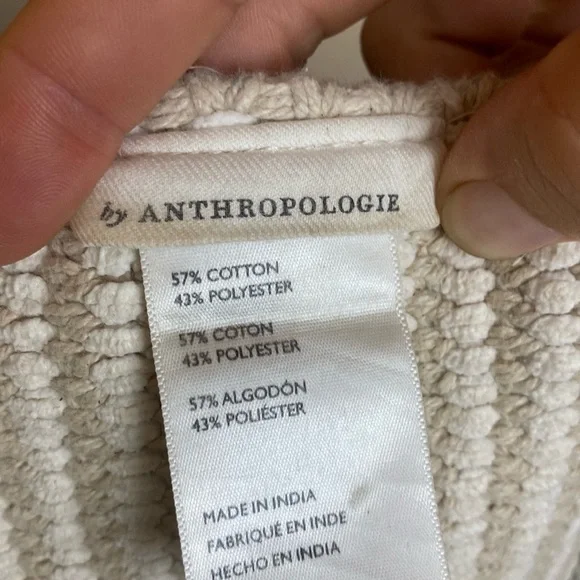 by ANTHROPOLOGIE
57% COTTON
43% POLYESTER
57% COTON
43% POLYESTER
57% ALGODÓN
43% POLIÉSTER
MADE IN INDIA
FABRIQUÉ EN INDE
HECHO EN INDIA